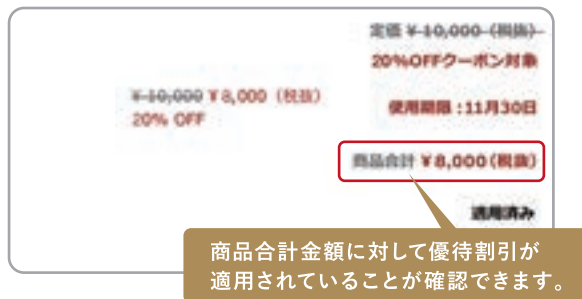 定価 ¥10,000 (税抜)
20%OFFクーポン対象
¥10,000 ¥8,000 (税抜)
20% OFF
使用期限:11月30日
商品合計 ¥8,000(税抜)
適用済み
商品合計金額に対して優待割引が
適用されていることが確認できます。